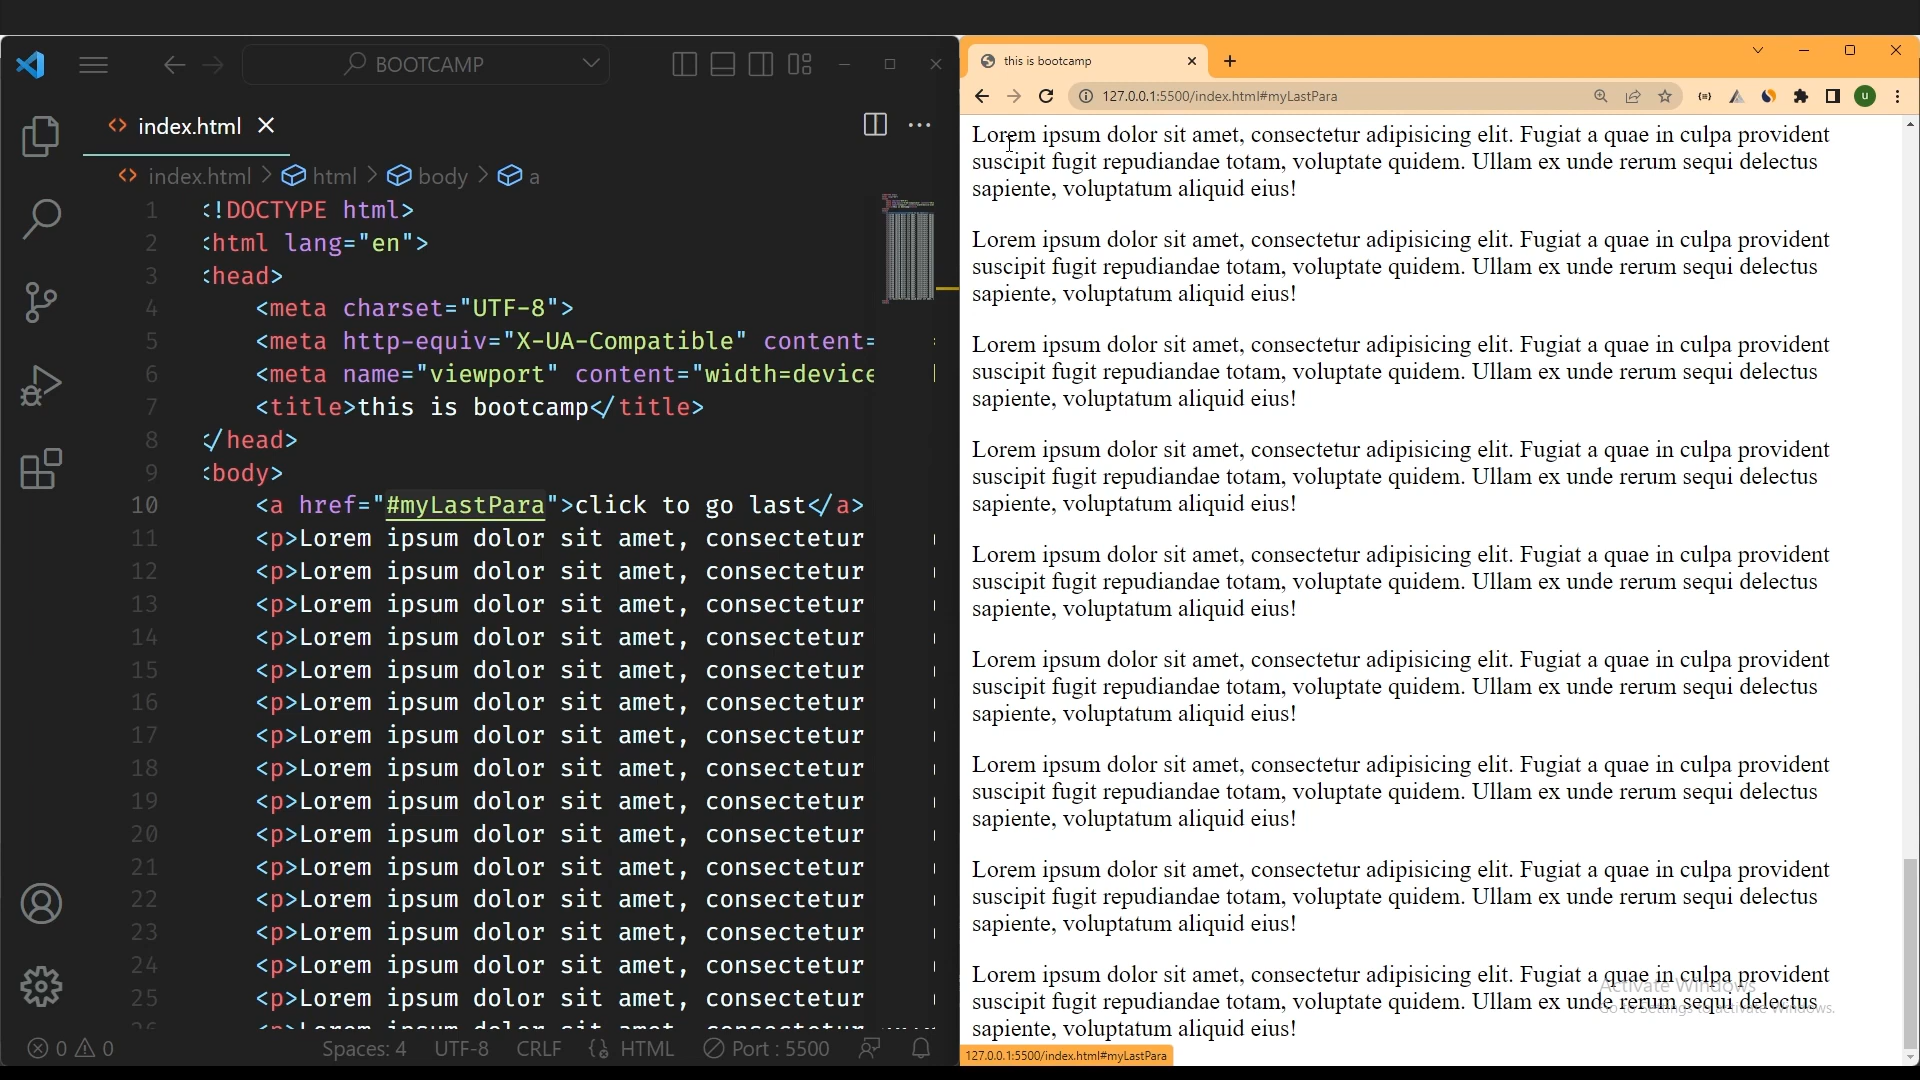 BOOTCAMP
index.html
index.html > html > body > a
1 <!DOCTYPE html>
2 <html lang="en">
3 <head>
4 <meta charset="UTF-8">
5 <meta http-equiv="X-UA-Compatible" content=
6 <meta name="viewport" content="width=device
7 <title>this is bootcamp</title>
8 </head>
9 <body>
10 <a href="#myLastPara">click to go last</a>
11 <p>Lorem ipsum dolor sit amet, consectetur
12 <p>Lorem ipsum dolor sit amet, consectetur
13 <p>Lorem ipsum dolor sit amet, consectetur
14 <p>Lorem ipsum dolor sit amet, consectetur
15 <p>Lorem ipsum dolor sit amet, consectetur
16 <p>Lorem ipsum dolor sit amet, consectetur
17 <p>Lorem ipsum dolor sit amet, consectetur
18 <p>Lorem ipsum dolor sit amet, consectetur
19 <p>Lorem ipsum dolor sit amet, consectetur
20 <p>Lorem ipsum dolor sit amet, consectetur
21 <p>Lorem ipsum dolor sit amet, consectetur
22 <p>Lorem ipsum dolor sit amet, consectetur
23 <p>Lorem ipsum dolor sit amet, consectetur
24 <p>Lorem ipsum dolor sit amet, consectetur
25 <p>Lorem ipsum dolor sit amet, consectetur
0 0 Spaces: 4 UTF-8 CRLF HTML Port : 5500
this is bootcamp
127.0.0.1:5500/index.html#myLastPara
U
Lorem ipsum dolor sit amet, consectetur adipisicing elit. Fugiat a quae in culpa provident
suscipit fugit repudiandae totam, voluptate quidem. Ullam ex unde rerum sequi delectus
sapiente, voluptatum aliquid eius!
Lorem ipsum dolor sit amet, consectetur adipisicing elit. Fugiat a quae in culpa provident
suscipit fugit repudiandae totam, voluptate quidem. Ullam ex unde rerum sequi delectus
sapiente, voluptatum aliquid eius!
Lorem ipsum dolor sit amet, consectetur adipisicing elit. Fugiat a quae in culpa provident
suscipit fugit repudiandae totam, voluptate quidem. Ullam ex unde rerum sequi delectus
sapiente, voluptatum aliquid eius!
Lorem ipsum dolor sit amet, consectetur adipisicing elit. Fugiat a quae in culpa provident
suscipit fugit repudiandae totam, voluptate quidem. Ullam ex unde rerum sequi delectus
sapiente, voluptatum aliquid eius!
Lorem ipsum dolor sit amet, consectetur adipisicing elit. Fugiat a quae in culpa provident
suscipit fugit repudiandae totam, voluptate quidem. Ullam ex unde rerum sequi delectus
sapiente, voluptatum aliquid eius!
Lorem ipsum dolor sit amet, consectetur adipisicing elit. Fugiat a quae in culpa provident
suscipit fugit repudiandae totam, voluptate quidem. Ullam ex unde rerum sequi delectus
sapiente, voluptatum aliquid eius!
Lorem ipsum dolor sit amet, consectetur adipisicing elit. Fugiat a quae in culpa provident
suscipit fugit repudiandae totam, voluptate quidem. Ullam ex unde rerum sequi delectus
sapiente, voluptatum aliquid eius!
Lorem ipsum dolor sit amet, consectetur adipisicing elit. Fugiat a quae in culpa provident
suscipit fugit repudiandae totam, voluptate quidem. Ullam ex unde rerum sequi delectus
sapiente, voluptatum aliquid eius!
Lorem ipsum dolor sit amet, consectetur adipisicing elit. Fugiat a quae in culpa provident
Activate Windows
suscipit fugit repudiandae totam, voluptate quidem. Ullam ex unde rerum sequi delectus
Go to Settings to activate Windows.
sapiente, voluptatum aliquid eius!
127.0.0.1:5500/index.html#myLastPara